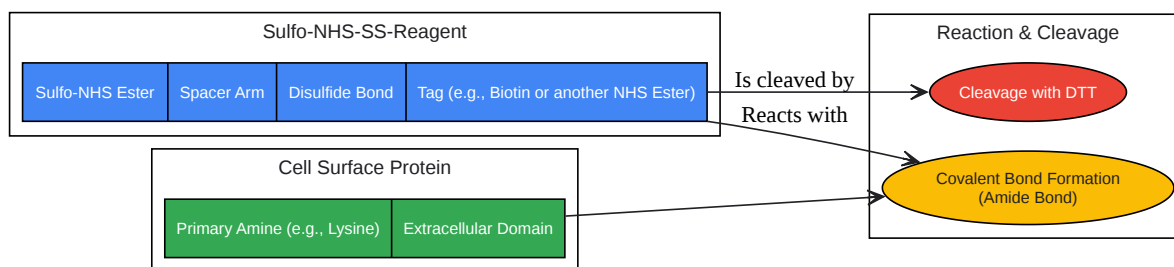 Sulfo-NHS-SS-Reagent
Sulfo-NHS Ester
Spacer Arm
Disulfide Bond
Tag (e.g., Biotin or another NHS Ester)
Is cleaved by
Reacts with
Reaction & Cleavage
Cleavage with DTT
Covalent Bond Formation
(Amide Bond)
Cell Surface Protein
Primary Amine (e.g., Lysine)
Extracellular Domain